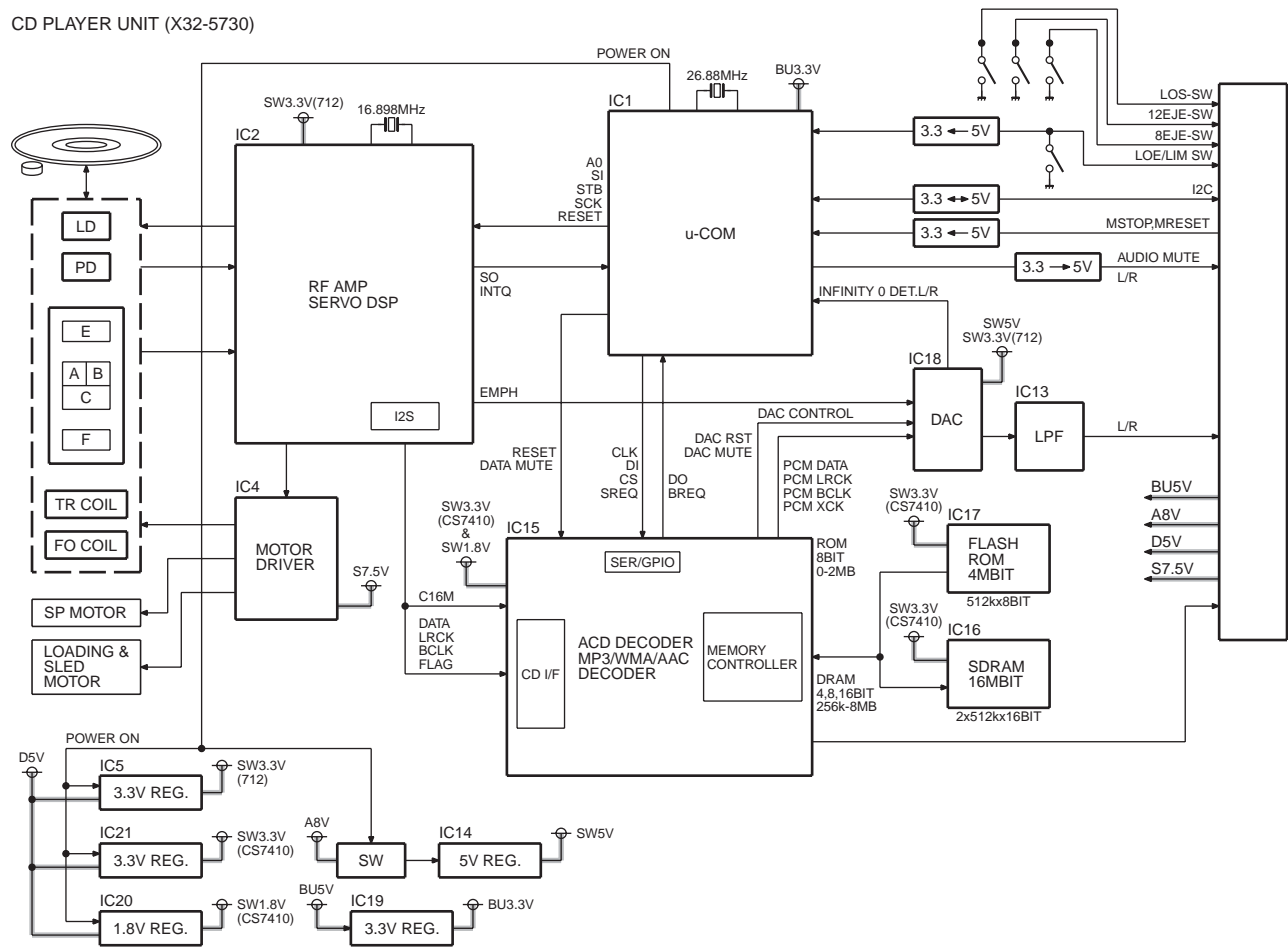 CD PLAYER UNIT (X32-5730)
POWER ON
26.88MHz
BU3.3V
IC1
SW3.3V(712)
16.898MHz
IC2
LOS-SW
12EJE-SW
8EJE-SW
LOE/LIM SW
3.3 5V
A0
SI
STB
SCK
RESET
I2C
3.3 5V
MSTOP,MRESET
3.3 5V
u-COM
LD
PD
AUDIO MUTE
L/R
3.3 5V
RF AMP
SERVO DSP
SO
INTQ
INFINITY 0 DET.L/R
SW5V
SW3.3V(712)
E
A B
C
F
IC18
IC13
EMPH
I2S
DAC CONTROL
DAC
LPF
L/R
RESET
DATA MUTE
CLK
DI
CS
SREQ
DO
BREQ
DAC RST
DAC MUTE
PCM DATA
PCM LRCK
PCM BCLK
PCM XCK
BU5V
A8V
D5V
S7.5V
IC4
TR COIL
FO COIL
MOTOR
DRIVER
S7.5V
SW3.3V
(CS7410)
&
SW1.8V
IC15
SER/GPIO
ROM
8BIT
0-2MB
SW3.3V
(CS7410)
IC17
FLASH
ROM
4MBIT
512kx8BIT
SP MOTOR
LOADING &
SLED
MOTOR
C16M
DATA
LRCK
BCLK
FLAG
CD I/F
ACD DECODER
MP3/WMA/AAC
DECODER
MEMORY
CONTROLLER
DRAM
4,8,16BIT
256k-8MB
SW3.3V
(CS7410)
IC16
SDRAM
16MBIT
2x512kx16BIT
POWER ON
D5V
IC5
3.3V REG.
SW3.3V
(712)
IC21
3.3V REG.
SW3.3V
(CS7410)
A8V
SW
IC14
5V REG.
SW5V
IC20
1.8V REG.
SW1.8V
(CS7410)
BU5V
IC19
3.3V REG.
BU3.3V